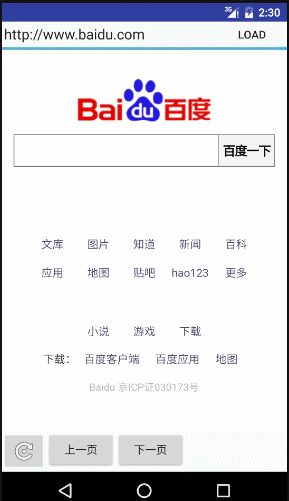 3G 2:30
http://www.baidu.com LOAD
Bai du 百度
百度一下
文库 图片 知道 新闻 百科
应用 地图 贴吧 hao123 更多
小说 游戏 下载
下载: 百度客户端 百度应用 地图
Baidu 京ICP证030173号
上一页 下一页